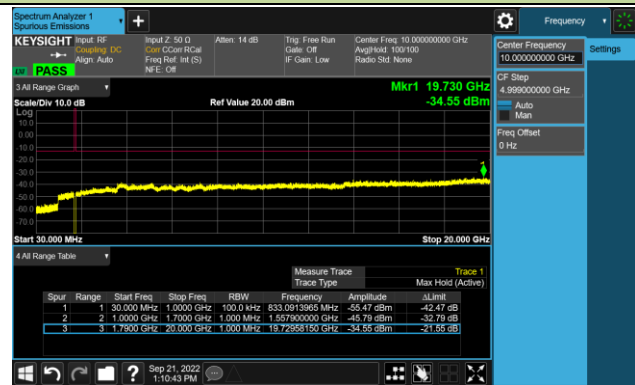 Spectrum Analyzer 1
Spurious Emissions
Frequency
KEYSIGHT
Input: RF
Coupling: DC
Align: Auto
Input Z: 50 Ω
Corr CCorr RCal
Freq Ref: Int (S)
NFE: Off
Atten: 14 dB
Trig: Free Run
Gate: Off
IF Gain: Low
Center Freq: 10.000000000 GHz
Avg|Hold: 100/100
Radio Std: None
PASS
Center Frequency
10.000000000 GHz
Settings
CF Step
4.999000000 GHz
Auto
Man
Freq Offset
0 Hz
3 All Range Graph
Mkr1 19.730 GHz
-34.55 dBm
Scale/Div 10.0 dB
Ref Value 20.00 dBm
Log
10.0
0.00
-10.0
-20.0
-30.0
-40.0
-50.0
-60.0
-70.0
1
Start 30.000 MHz
Stop 20.000 GHz
4 All Range Table
Measure Trace Trace 1
Trace Type Max Hold (Active)
Spur Range Start Freq Stop Freq RBW Frequency Amplitude ΔLimit
1 1 30.000 MHz 1.0000 GHz 100.0 kHz 833.0913965 MHz -55.47 dBm -42.47 dB
2 2 1.0000 GHz 1.7000 GHz 1.000 MHz 1.557900000 GHz -45.79 dBm -32.79 dB
3 3 1.7900 GHz 20.000 GHz 1.000 MHz 19.72958150 GHz -34.55 dBm -21.55 dB
Sep 21, 2022
1:10:43 PM